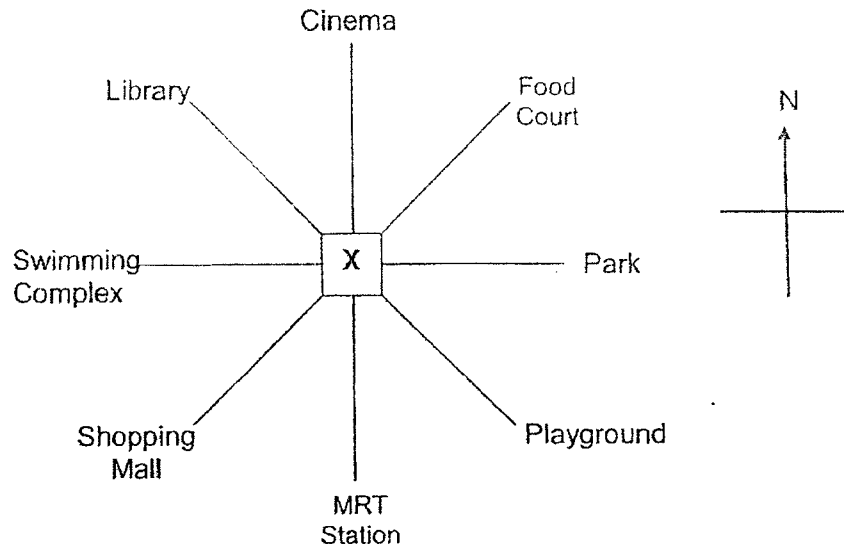 Cinema
Library
Food
Court
N
Swimming
Complex
X
Park
Shopping
Mall
Playground
MRT
Station